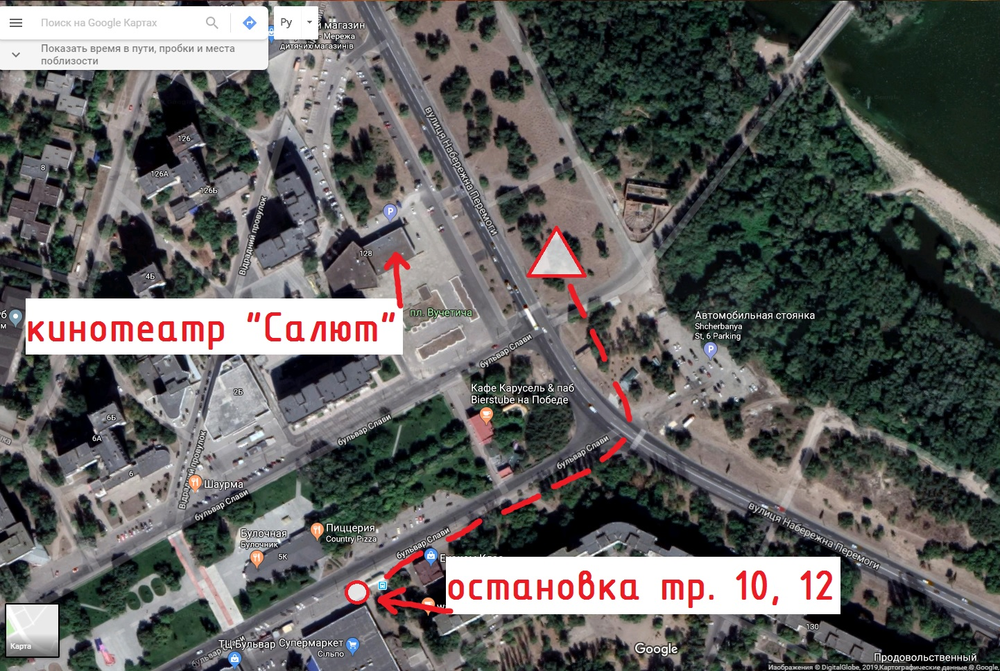 Поиск на Google Картах
Ру
й магазин
- Мережа
дитячих магазинів
Показать время в пути, пробки и места
поблизости
вулиця Набережна Перемоги
126
8
126А
126Б
P
Відрадний провулок
128
4Б
кинотеатр "Салют"
пл. Вучетича
Автомобильная стоянка
Shcherbanya
St, 6 Parking
P
бульвар Слави
2Б
Кафе Карусель & паб
Bierstube на Победе
6Б
6А
бульвар Слави
бульвар Слави
6
Відрадний провулок
Шаурма
бульвар Слави
вулиця Набережна Перемоги
Пиццерия
Country Pizza
Булочная
Булочник
5К
бульвар Слави
остановка тр. 10, 12
130
Карта
ТЦ Бульвар
Супермаркет
Сільпо
Google
Продовольственный
Изображения © DigitalGlobe, 2019,Картографические данные © Google,